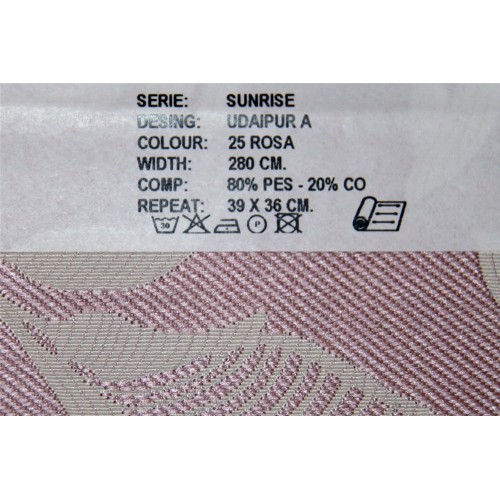 SERIE: SUNRISE
DESING: UDAIPUR A
COLOUR: 25 ROSA
WIDTH: 280 CM.
COMP: 80% PES - 20% CO
REPEAT: 39 X 36 CM.
30 P